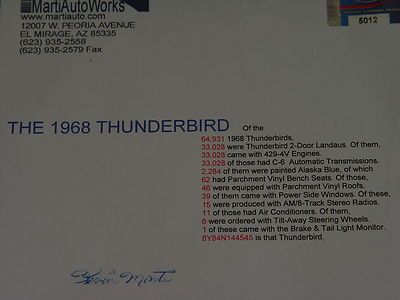 MartiAutoWorks
www.martiauto.com
12007 W. PEORIA AVENUE
EL MIRAGE, AZ 85335
(623) 935-2558
(623) 935-2579 Fax
6012
THE 1968 THUNDERBIRD Of the
64,931 1968 Thunderbirds,
33,028 were Thunderbird 2-Door Landaus. Of them,
33,028 came with 429-4V Engines.
33,028 of those had C-6 Automatic Transmissions.
2,284 of them were painted Alaska Blue, of which
62 had Parchment Vinyl Bench Seats. Of those,
46 were equipped with Parchment Vinyl Roofs.
39 of them came with Power Side Windows. Of these,
15 were produced with AM/8-Track Stereo Radios.
11 of those had Air Conditioners. Of them,
6 were ordered with Tilt-Away Steering Wheels.
1 of these came with the Brake & Tail Light Monitor.
8Y84N144545 is that Thunderbird.
Kevin Marti